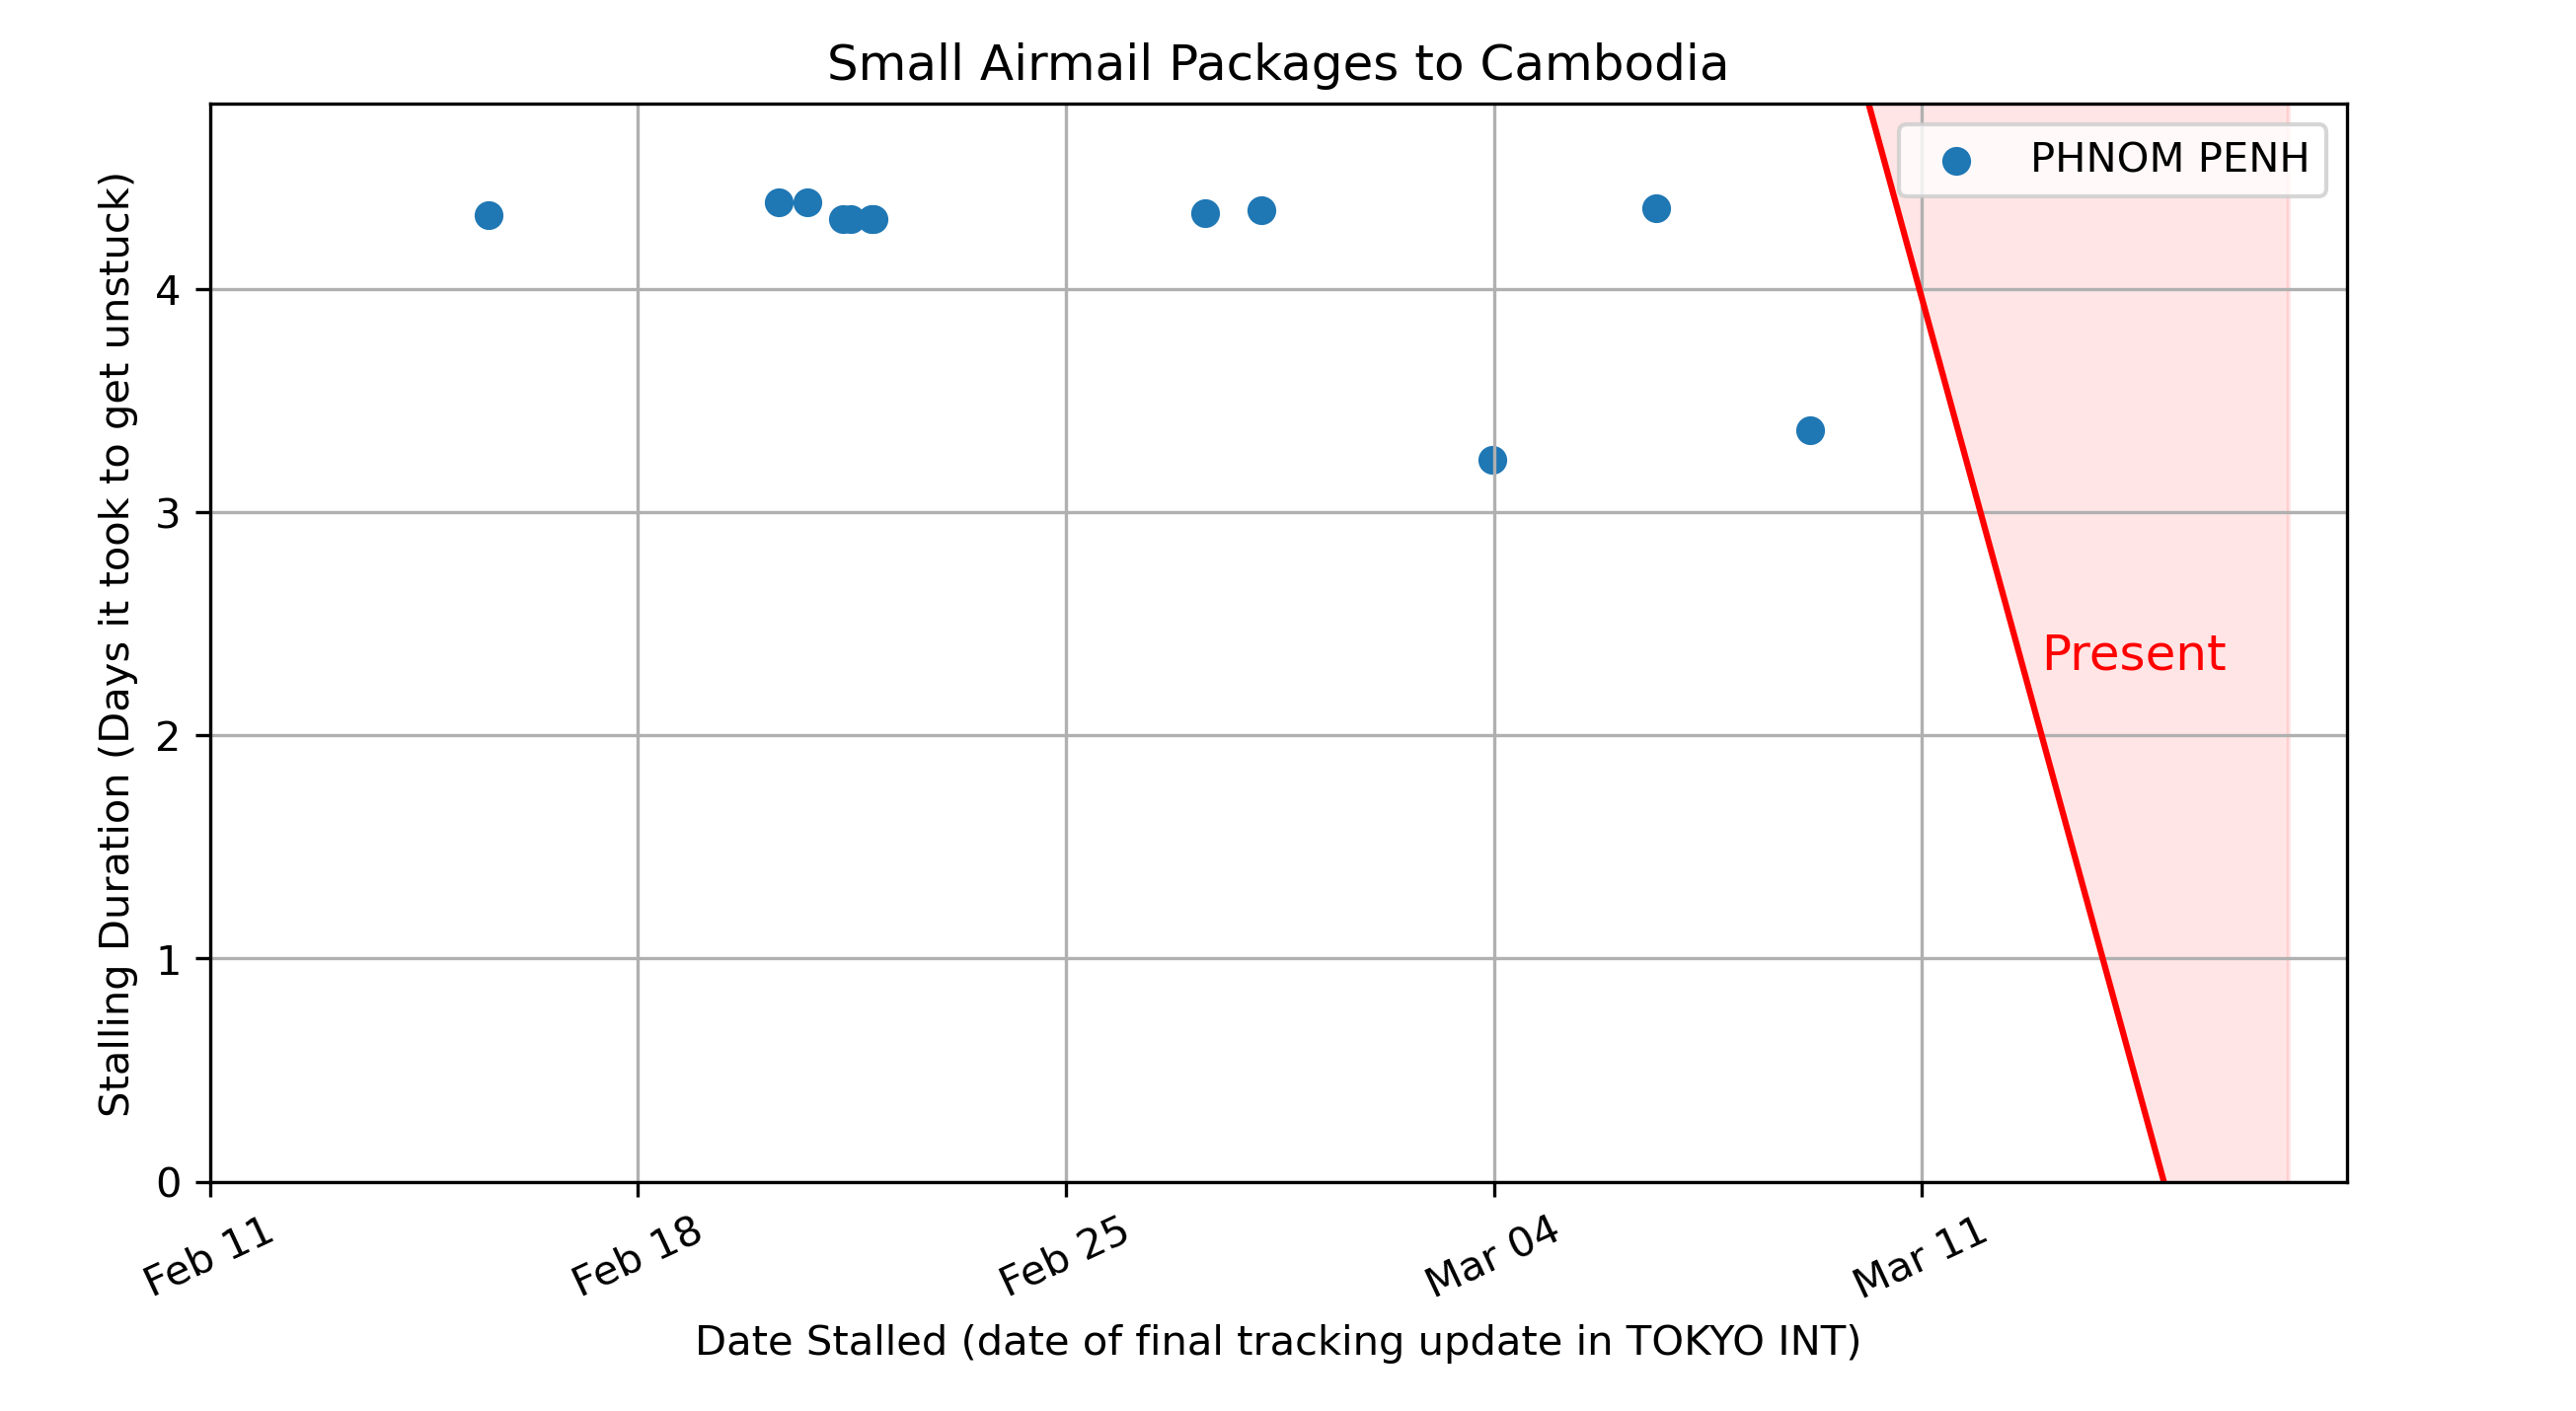 Small Airmail Packages to Cambodia
PHNOM PENH
Stalling Duration (Days it took to get unstuck)
4
3
2
1
0
Present
Feb 11
Feb 18
Feb 25
Mar 04
Mar 11
Date Stalled (date of final tracking update in TOKYO INT)